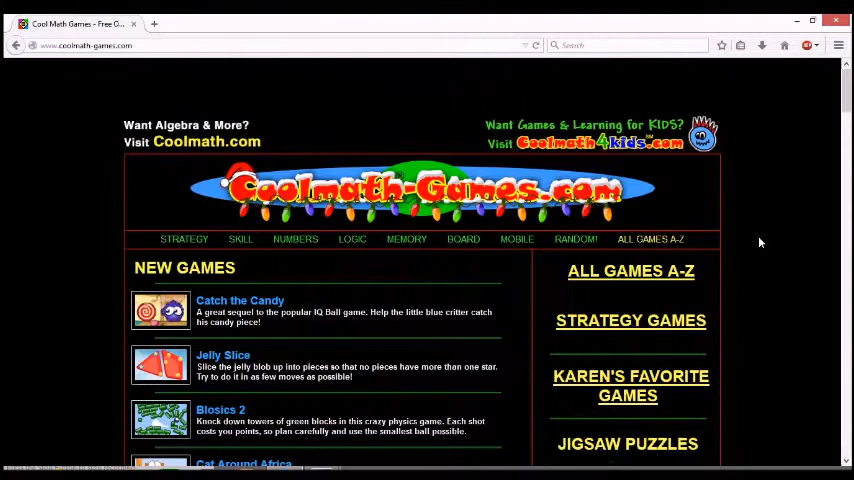 Cool Math Games - Free O...
www.coolmath-games.com
Search
Want Algebra & More?
Visit Coolmath.com
Want Games & Learning for KIDS?
Visit Coolmath4kids.com
Coolmath-Games.com
STRATEGY SKILL NUMBERS LOGIC MEMORY BOARD MOBILE RANDOM! ALL GAMES A-Z
NEW GAMES
Catch the Candy
A great sequel to the popular IQ Ball game. Help the little blue critter catch
his candy piece!
Jelly Slice
Slice the jelly blob up into pieces so that no pieces have more than one star.
Try to do it in as few moves as possible!
Blosics 2
Knock down towers of green blocks in this crazy physics game. Each shot
costs you points, so plan carefully and use the smallest ball possible.
Cat Around Africa
ALL GAMES A-Z
STRATEGY GAMES
KAREN'S FAVORITE
GAMES
JIGSAW PUZZLES